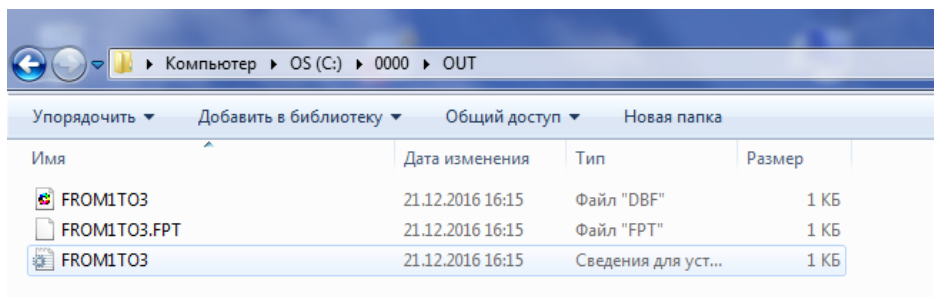 Компьютер OS (C:) 0000 OUT
Упорядочить Добавить в библиотеку Общий доступ Новая папка
Имя Дата изменения Тип Размер
FROM1TO3 21.12.2016 16:15 Файл "DBF" 1 КБ
FROM1TO3.FPT 21.12.2016 16:15 Файл "FPT" 1 КБ
FROM1TO3 21.12.2016 16:15 Сведения для уст... 1 КБ